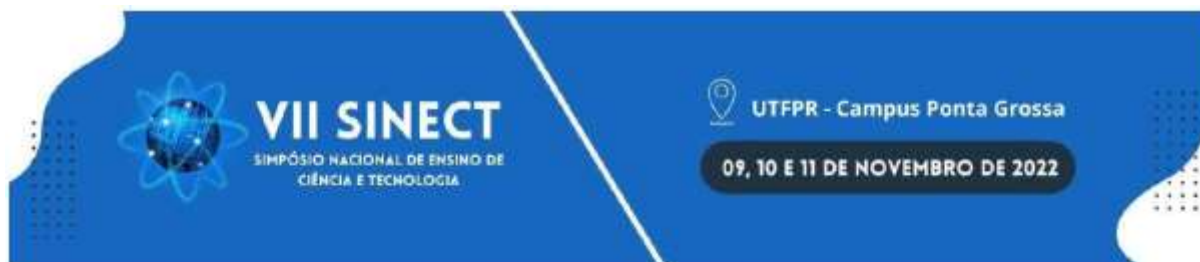 VII SINECT
SIMPÓSIO NACIONAL DE ENSINO DE
CIÊNCIA E TECNOLOGIA
UTFPR - Campus Ponta Grossa
09, 10 E 11 DE NOVEMBRO DE 2022